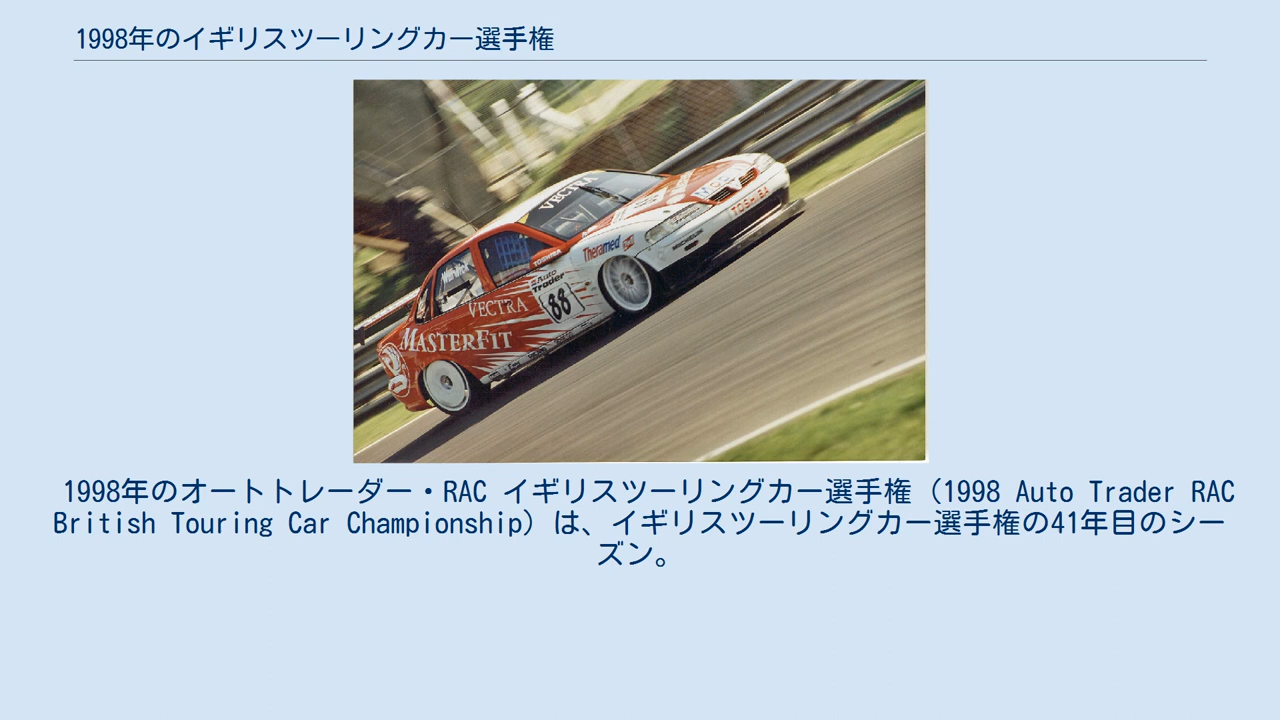 1998年のイギリスツーリングカー選手権
VECTRA
TOSHIBA
Theramed
TOSHIBA
MICHELIN
Auto
Trader
88
Warwick
VECTRA
MASTERFIT
1998年のオートトレーダー・RAC イギリスツーリングカー選手権（1998 Auto Trader RAC
British Touring Car Championship）は、イギリスツーリングカー選手権の41年目のシー
ズン。